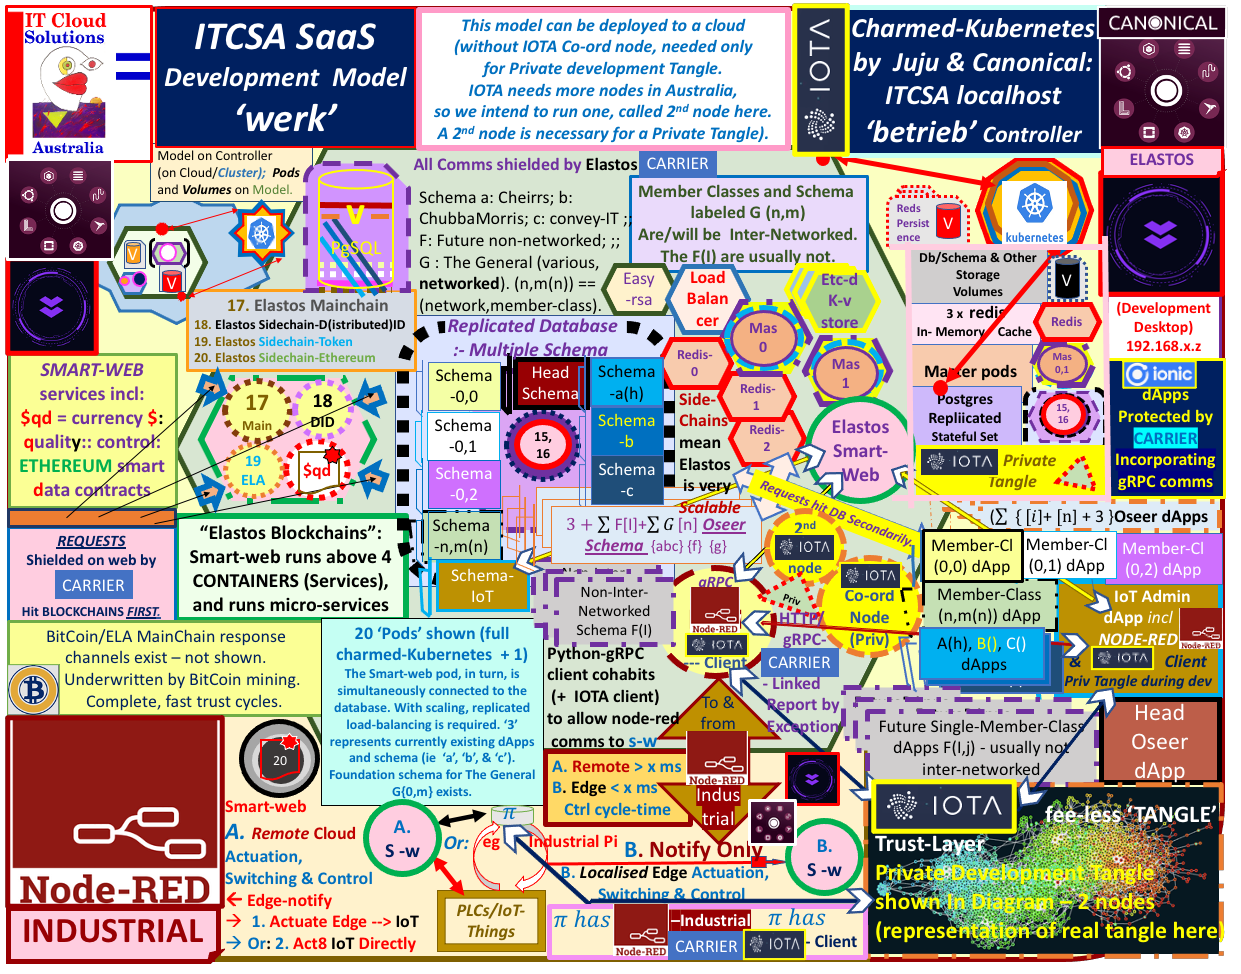 IT Cloud
Solutions
Australia
ITCSA SaaS
Development Model
‘werk’
This model can be deployed to a cloud
(without IOTA Co-ord node, needed only
for Private development Tangle.
IOTA needs more nodes in Australia,
so we intend to run one, called 2nd node here.
A 2nd node is necessary for a Private Tangle).
IOTA
Charmed-Kubernetes
by Juju & Canonical:
ITCSA localhost
‘betrieb’ Controller
CANONICAL
ELASTOS
Model on Controller
(on Cloud/Cluster); Pods
and Volumes on Model.
V
PgSQL
V
V
All Comms shielded by Elastos CARRIER
Schema a: Cheirrs; b:
ChubbaMorris; c: convey-IT ;;
F: Future non-networked; ;;
G : The General (various,
networked). (n,m(n)) ==
(network,member-class).
Member Classes and Schema
labeled G (n,m)
Are/will be Inter-Networked.
The F(I) are usually not.
Reds
Persist
ence
V
kubernetes
Db/Schema & Other
Storage
Volumes
V
3 x redis
In- Memory Cache
Redis
Master pods
Mas
0,1
Postgres
Repliicated
Stateful Set
15,
16
IOTA
Private
Tangle
(Development
Desktop)
192.168.x.z
ionic
dApps
Protected by
CARRIER
Incorporating
gRPC comms
17. Elastos Mainchain
18. Elastos Sidechain-D(istributed)ID
19. Elastos Sidechain-Token
20. Elastos Sidechain-Ethereum
Easy
-rsa
Load
Balan
cer
Etc-d
K-v
store
Mas
0
Mas
1
Redis-
0
Redis-
1
Redis-
2
Side-
Chains
mean
Elastos
is very
Scalable
Elastos
Smart-
Web
SMART-WEB
services incl:
$qd = currency $:
quality:: control:
ETHEREUM smart
data contracts
17
Main
18
DID
19
ELA
$qd
Replicated Database
:- Multiple Schema
Schema
-0,0
Head
Schema
Schema
-a(h)
Schema
-0,1
15,
16
Schema
-b
Schema
-0,2
Schema
-c
Schema
-n,m(n)
Schema-
IoT
3 + ∑ F[I]+∑ G [n] Oseer
Schema {abc} {f} {g}
Requests hit DB Secondarily
REQUESTS
Shielded on web by
CARRIER
Hit BLOCKCHAINS FIRST.
“Elastos Blockchains”:
Smart-web runs above 4
CONTAINERS (Services),
and runs micro-services
Non-Inter-
Networked
Schema F(I)
gRPC
Node-RED
IOTA
--- Client
Priv
2nd
IOTA
node
IOTA
Co-ord
Node
(Priv)
(∑ { [i]+ [n] + 3 }Oseer dApps
Member-Cl
(0,0) dApp
Member-Cl
(0,1) dApp
Member-Cl
(0,2) dApp
Member-Class
(n,m(n)) dApp
A(h), B(), C()
dApps
IoT Admin
dApp incl
NODE-RED
Node-RED
& IOTA Client
Priv Tangle during dev
BitCoin/ELA MainChain response
channels exist – not shown.
Underwritten by BitCoin mining.
Complete, fast trust cycles.
20 ‘Pods’ shown (full
charmed-Kubernetes + 1)
The Smart-web pod, in turn, is
simultaneously connected to the
database. With scaling, replicated
load-balancing is required. ‘3’
represents currently existing dApps
and schema (ie ‘a’, ‘b’, & ‘c’).
Foundation schema for The General
G{0,m} exists.
Python-gRPC
client cohabits
(+ IOTA client)
to allow node-red
comms to s-w
HTTP/
gRPC-
CARRIER
- Linked
Report by
Exception
To &
from
Node-RED
Indus
trial
Future Single-Member-Class
dApps F(I,j) - usually not
inter-networked
Head
Oseer
dApp
Node-RED
INDUSTRIAL
20
Smart-web
A. Remote Cloud
Actuation,
Switching & Control
← Edge-notify
→ 1. Actuate Edge --> IoT
→ Or: 2. Act8 IoT Directly
A. Remote > x ms
B. Edge < x ms
Ctrl cycle-time
A.
S -w
Or:
π
eg
Industrial Pi
PLCs/IoT-
Things
B. Notify Only
B. Localised Edge Actuation,
Switching & Control
B.
S -w
π has
Node-RED
–Industrial
π has
CARRIER
IOTA
- Client
IOTA
fee-less ‘TANGLE’
Trust-Layer
Private Development Tangle
shown In Diagram – 2 nodes
(representation of real tangle here)